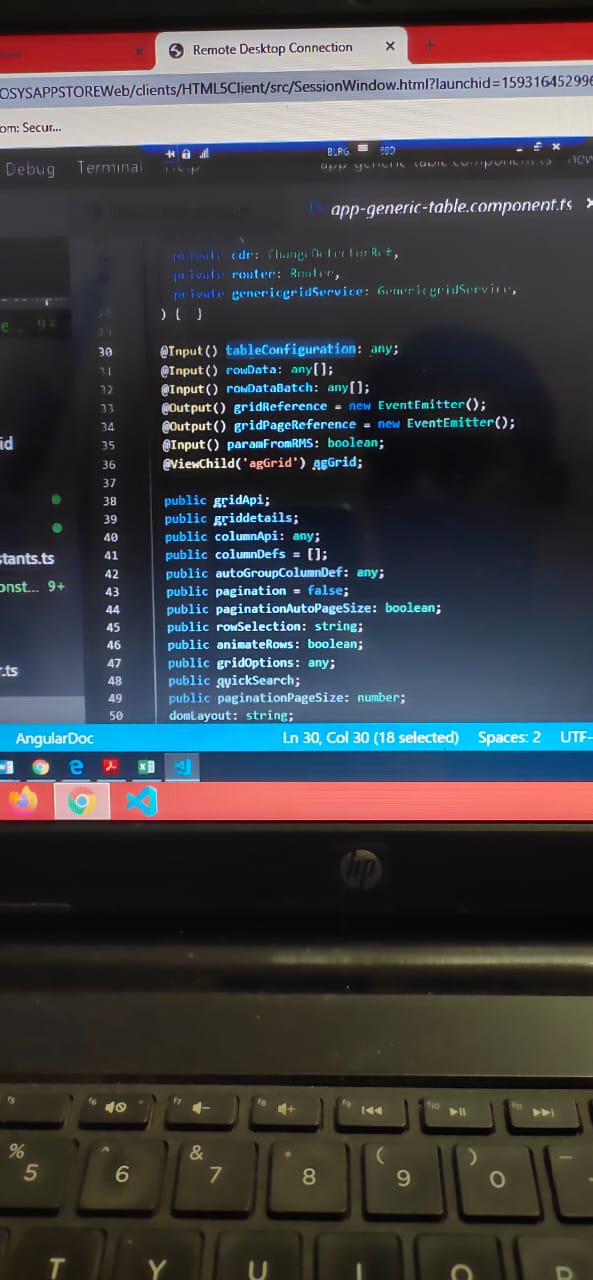 Remote Desktop Connection
OSYSAPPSTOREWeb/clients/HTML5Client/src/SessionWindow.html?launchid=159316452996
om: Secur...
Debug Terminal Help
app-generic-table.component.ts
private cdr: ChangeDetectorRef,
private router: Router,
private genericgridService: GenericgridService,
) { }
30 @Input() tableConfiguration: any;
31 @Input() rowData: any[];
32 @Input() rowDataBatch: any[];
33 @Output() gridReference = new EventEmitter();
34 @Output() gridPageReference = new EventEmitter();
35 @Input() paramFromRMS: boolean;
36 @ViewChild('agGrid') agGrid;
37
38 public gridApi;
39 public griddetails;
40 public columnApi: any;
41 public columnDefs = [];
42 public autoGroupColumnDef: any;
43 public pagination = false;
44 public paginationAutoPageSize: boolean;
45 public rowSelection: string;
46 public animateRows: boolean;
47 public gridOptions: any;
48 public quickSearch;
49 public paginationPageSize: number;
50 domLayout: string;
e... 9+
id
tants.ts
onst... 9+
r.ts
AngularDoc Ln 30, Col 30 (18 selected) Spaces: 2 UTF-
hp
f5 f6 f7 f8 f9 f10 f11
% ^ & * ( ) _
5 6 7 8 9 0 -
T Y U I O P